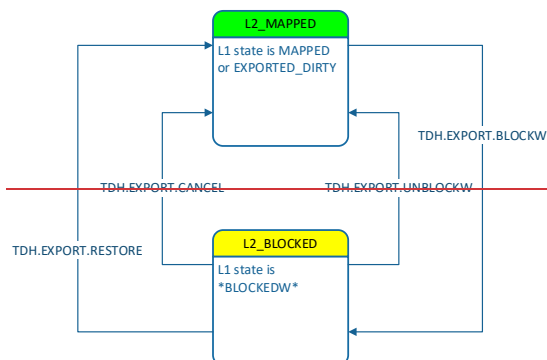 L2_MAPPED
L1 state is MAPPED
or EXPORTED_DIRTY
TDH.EXPORT.BLOCKW
TDH.EXPORT.CANCEL
TDH.EXPORT.UNBLOCKW
TDH.EXPORT.RESTORE
L2_BLOCKED
L1 state is
*BLOCKEDW*